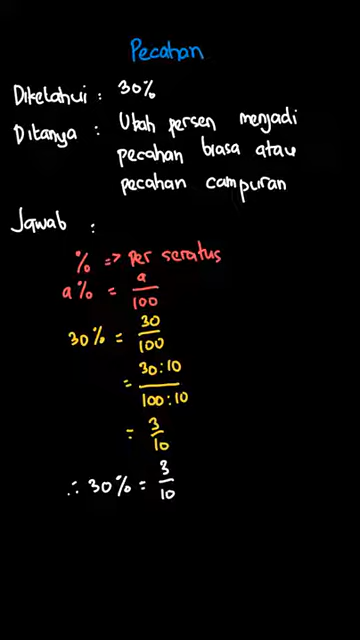 Pecahan
Diketahui : 30%
Ditanya : Ubah persen menjadi
pecahan biasa atau
pecahan campuran
Jawab :
% => per seratus
a% = a/100
30% = 30/100
= 30:10/100:10
= 3/10
∴ 30% = 3/10